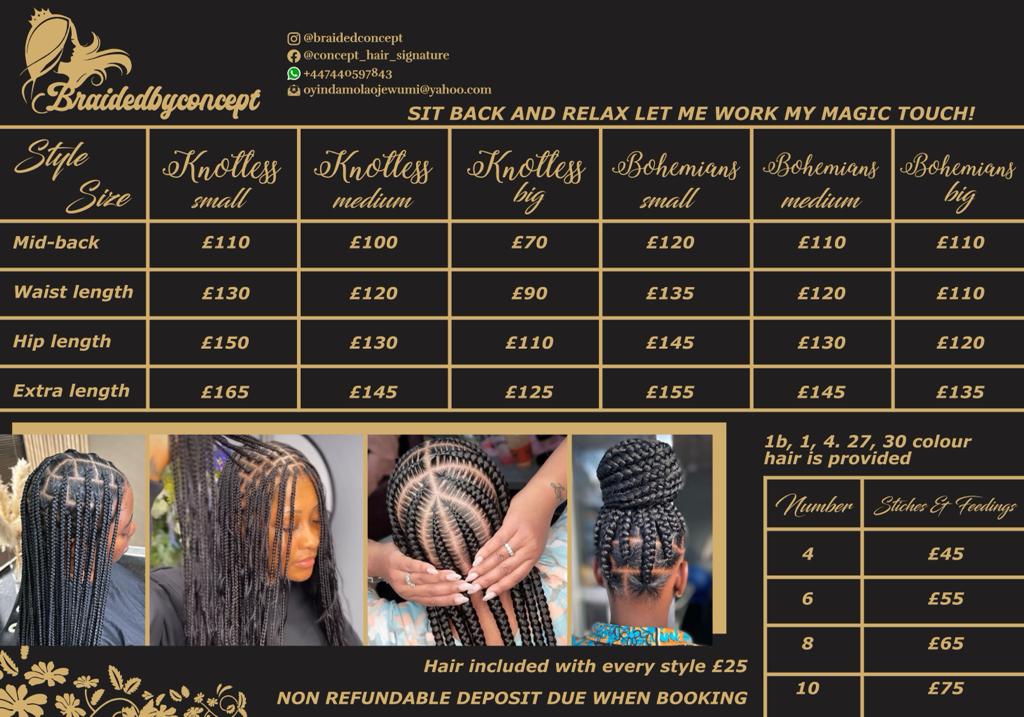 @braidedconcept
@concept_hair_signature
+447440597843
oyindamolaojewumi@yahoo.com
Braidedbyconcept
SIT BACK AND RELAX LET ME WORK MY MAGIC TOUCH!
Style Size Knotless small Knotless medium Knotless big Bohemians small Bohemians medium Bohemians big
Mid-back £110 £100 £70 £120 £110 £110
Waist length £130 £120 £90 £135 £120 £110
Hip length £150 £130 £110 £145 £130 £120
Extra length £165 £145 £125 £155 £145 £135
1b, 1, 4. 27, 30 colour
hair is provided
Number Stiches & Feedings
4 £45
6 £55
8 £65
10 £75
Hair included with every style £25
NON REFUNDABLE DEPOSIT DUE WHEN BOOKING